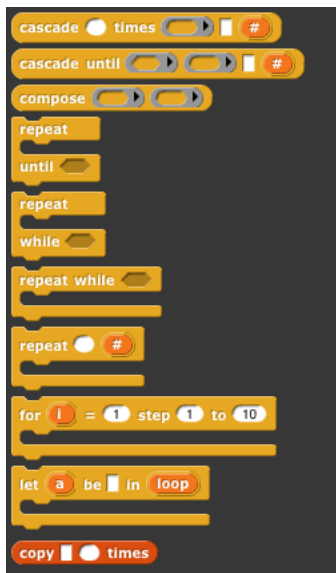 cascade times #
cascade until #
compose
repeat
until
repeat
while
repeat while
repeat #
for i = 1 step 1 to 10
let a be in loop
copy times